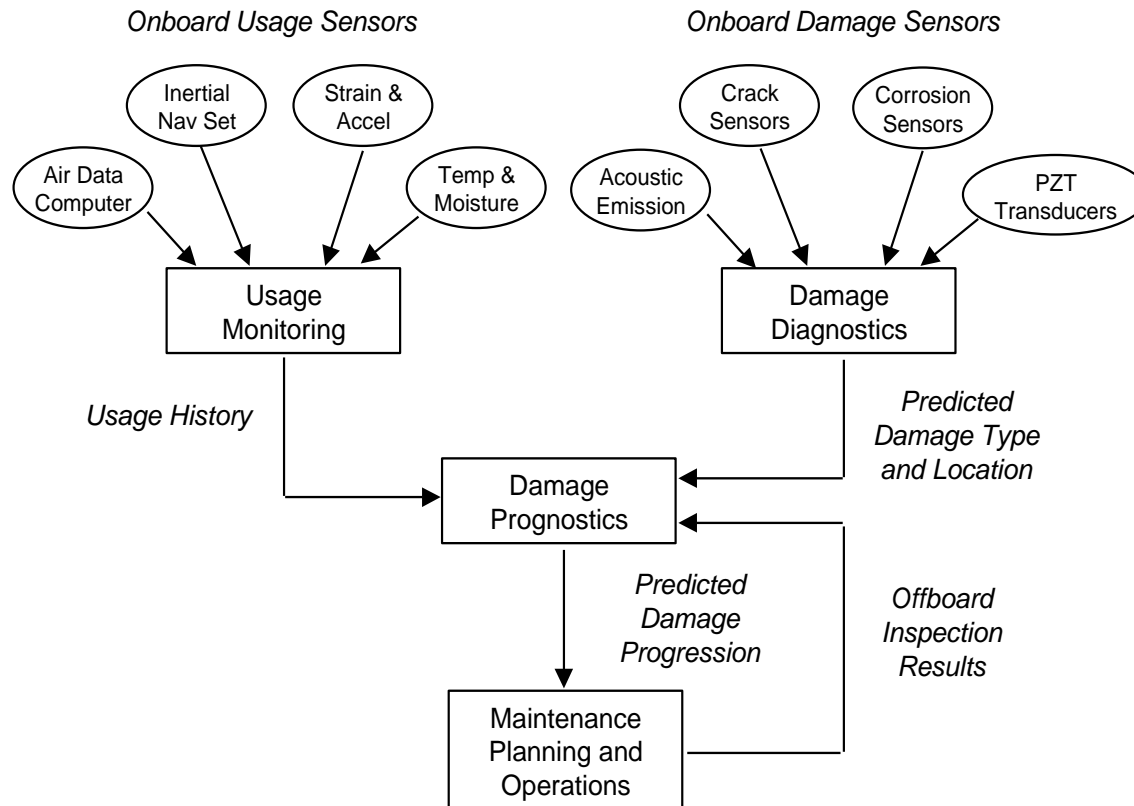 Onboard Usage Sensors
Onboard Damage Sensors
Inertial
Nav Set
Strain &
Accel
Air Data
Computer
Temp &
Moisture
Crack
Sensors
Corrosion
Sensors
Acoustic
Emission
PZT
Transducers
Usage
Monitoring
Damage
Diagnostics
Usage History
Predicted
Damage Type
and Location
Damage
Prognostics
Predicted
Damage
Progression
Offboard
Inspection
Results
Maintenance
Planning and
Operations